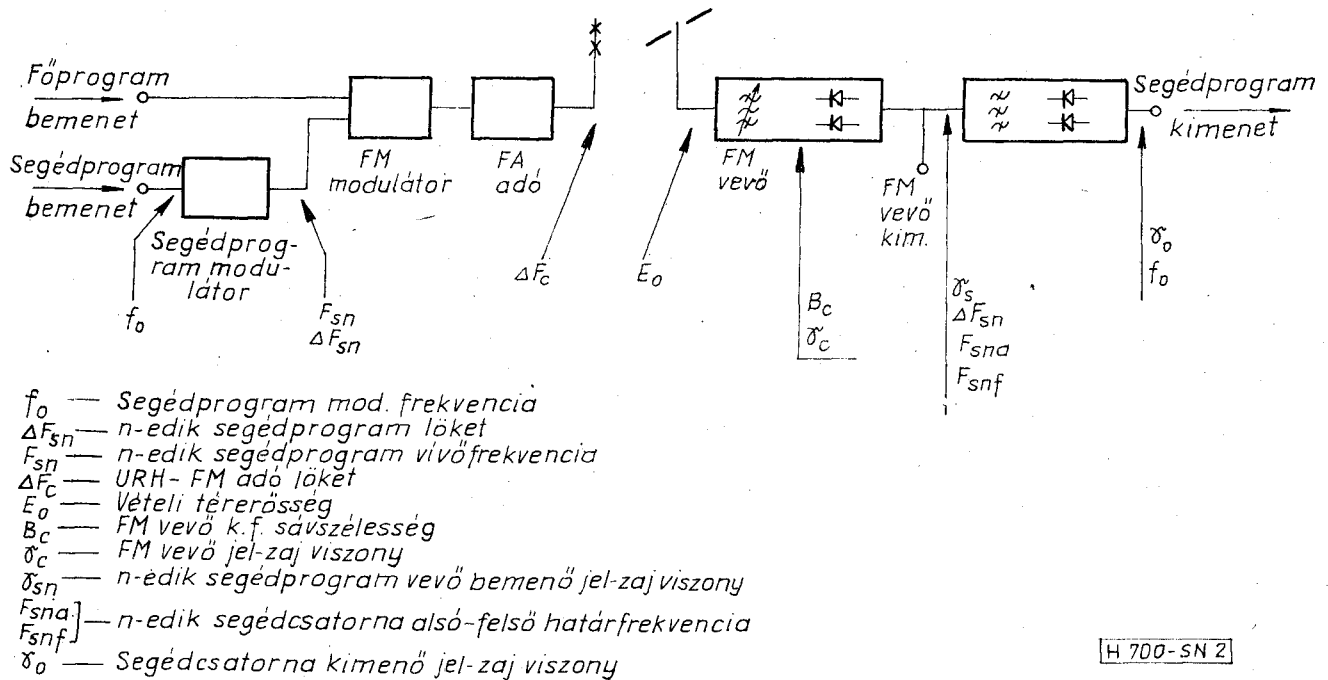 Főprogram
bemenet
Segédprogram
bemenet
Segédprog-
ram modu-
látor
f₀
Fsn
ΔFsn
FM
modulátor
FA
adó
ΔFc
E₀
FM
vevő
Bc
γc
FM
vevő
kim.
γs
ΔFsn
Fsna
Fsnf
Segédprogram
kimenet
γ₀
f₀
f₀ — Segédprogram mod. frekvencia
ΔFsn — n-edik segédprogram löket
Fsn — n-edik segédprogram vivőfrekvencia
ΔFc — URH-FM adó löket
E₀ — Vételi térerősség
Bc — FM vevő k.f. sávszélesség
γc — FM vevő jel-zaj viszony
γsn — n-edik segédprogram vevő bemenő jel-zaj viszony
Fsna
Fsnf] — n-edik segédcsatorna alsó-felső határfrekvencia
γ₀ — Segédcsatorna kimenő jel-zaj viszony
H 700-SN 2